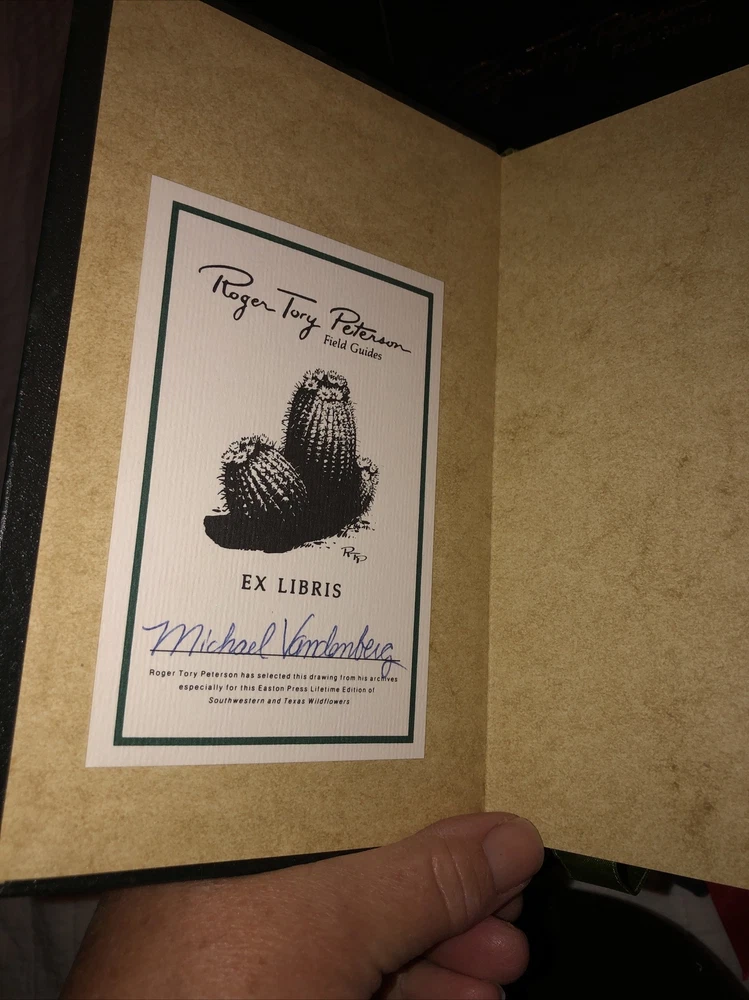 Roger Tory Peterson
Field Guides
RTP
EX LIBRIS
Michael Vandenberg
Roger Tory Peterson has selected this drawing from his archives
especially for this Easton Press Lifetime Edition of
Southwestern and Texas Wildflowers